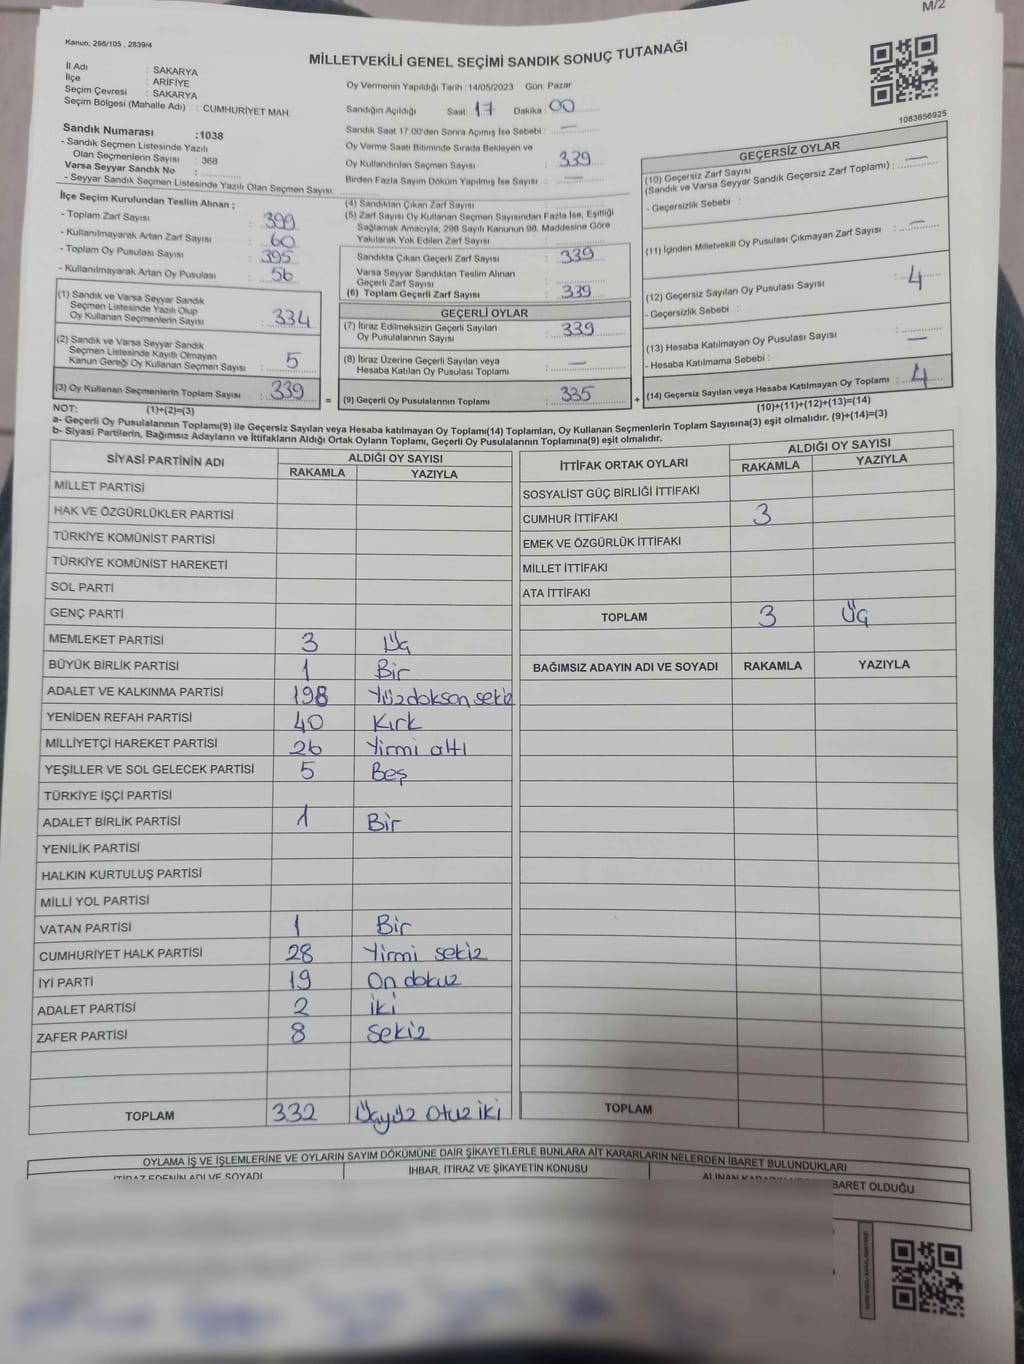 M/2
Kanun; 298/105 , 2839/4
MİLLETVEKİLİ GENEL SEÇİMİ SANDIK SONUÇ TUTANAĞI
İl Adı : SAKARYA
İlçe : ARİFİYE
Seçim Çevresi : SAKARYA
Seçim Bölgesi (Mahalle Adı) : CUMHURİYET MAH.
Sandık Numarası :1038
- Sandık Seçmen Listesinde Yazılı
Olan Seçmenlerin Sayısı : 368
Varsa Seyyar Sandık No :
- Seyyar Sandık Seçmen Listesinde Yazılı Olan Seçmen Sayısı:
İlçe Seçim Kurulundan Teslim Alınan ;
- Toplam Zarf Sayısı : 399
- Kullanılmayarak Artan Zarf Sayısı : 60
- Toplam Oy Pusulası Sayısı : 395
- Kullanılmayarak Artan Oy Pusulası : 56
(1) Sandık ve Varsa Seyyar Sandık
Seçmen Listesinde Yazılı Olup
Oy Kullanan Seçmenlerin Sayısı : 334
(2) Sandık ve Varsa Seyyar Sandık
Seçmen Listesinde Kayıtlı Olmayan
Kanun Gereği Oy Kullanan Seçmen Sayısı : 5
(3) Oy Kullanan Seçmenlerin Toplam Sayısı : 339 =
Oy Vermenin Yapıldığı Tarih : 14/05/2023 Gün: Pazar
Sandığın Açıldığı Saat: 17 Dakika: 00
Sandık Saat 17.00'den Sonra Açımış İse Sebebi : —
Oy Verme Saati Bitiminde Sırada Bekleyen ve
Oy Kullandırılan Seçmen Sayısı : 339
Birden Fazla Sayım Döküm Yapılmış İse Sayısı : —
(4) Sandıktan Çıkan Zarf Sayısı :
(5) Zarf Sayısı Oy Kullanan Seçmen Sayısından Fazla İse, Eşitliği
Sağlamak Amacıyla, 298 Sayılı Kanunun 98. Maddesine Göre
Yakılarak Yok Edilen Zarf Sayısı :
Sandıkta Çıkan Geçerli Zarf Sayısı : 339
Varsa Seyyar Sandıktan Teslim Alınan
Geçerli Zarf Sayısı :
(6) Toplam Geçerli Zarf Sayısı : 339
GEÇERLİ OYLAR
(7) İtiraz Edilmeksizin Geçerli Sayılan
Oy Pusulasının Sayısı : 339
(8) İtiraz Üzerine Geçerli Sayılan veya
Hesaba Katılan Oy Pusulası Toplamı : —
(9) Geçerli Oy Pusulalarının Toplamı : 335 +
1083656925
GEÇERSİZ OYLAR
(10) Geçersiz Zarf Sayısı
(Sandık ve Varsa Seyyar Sandık Geçersiz Zarf Toplamı) : —
- Geçersizlik Sebebi :
(11) İçinden Milletvekili Oy Pusulası Çıkmayan Zarf Sayısı : —
(12) Geçersiz Sayılan Oy Pusulası Sayısı : 4
- Geçersizlik Sebebi :
(13) Hesaba Katılmayan Oy Pusulası Sayısı : —
- Hesaba Katılmama Sebebi :
(14) Geçersiz Sayılan veya Hesaba Katılmayan Oy Toplamı : 4
NOT: (1)+(2)=(3) (10)+(11)+(12)+(13)=(14)
a- Geçerli Oy Pusulalarının Toplamı(9) ile Geçersiz Sayılan veya Hesaba katılmayan Oy Toplamı(14) Toplamları, Oy Kullanan Seçmenlerin Toplam Sayısına(3) eşit olmalıdır. (9)+(14)=(3)
b- Siyasi Partilerin, Bağımsız Adayların ve İttifakların Aldığı Ortak Oyların Toplamı, Geçerli Oy Pusulalarının Toplamına(9) eşit olmalıdır.
SİYASİ PARTİNİN ADI ALDIĞI OY SAYISI
RAKAMLA YAZIYLA
MİLLET PARTİSİ
HAK VE ÖZGÜRLÜKLER PARTİSİ
TÜRKİYE KOMÜNİST PARTİSİ
TÜRKİYE KOMÜNİST HAREKETİ
SOL PARTİ
GENÇ PARTİ
MEMLEKET PARTİSİ 3 Üç
BÜYÜK BİRLİK PARTİSİ 1 Bir
ADALET VE KALKINMA PARTİSİ 198 Yüzdoksan sekiz
YENİDEN REFAH PARTİSİ 40 Kırk
MİLLİYETÇİ HAREKET PARTİSİ 26 Yirmi altı
YEŞİLLER VE SOL GELECEK PARTİSİ 5 Beş
TÜRKİYE İŞÇİ PARTİSİ
ADALET BİRLİK PARTİSİ 1 Bir
YENİLİK PARTİSİ
HALKIN KURTULUŞ PARTİSİ
MİLLİ YOL PARTİSİ
VATAN PARTİSİ 1 Bir
CUMHURİYET HALK PARTİSİ 28 Yirmi sekiz
İYİ PARTİ 19 On dokuz
ADALET PARTİSİ 2 İki
ZAFER PARTİSİ 8 Sekiz
TOPLAM 332 Üçyüz otuz iki
İTTİFAK ORTAK OYLARI ALDIĞI OY SAYISI
RAKAMLA YAZIYLA
SOSYALİST GÜÇ BİRLİĞİ İTTİFAKI
CUMHUR İTTİFAKI 3
EMEK VE ÖZGÜRLÜK İTTİFAKI
MİLLET İTTİFAKI
ATA İTTİFAKI
TOPLAM 3 Üç
BAĞIMSIZ ADAYIN ADI VE SOYADI RAKAMLA YAZIYLA
TOPLAM
OYLAMA İŞ VE İŞLEMLERİNE VE OYLARIN SAYIM DÖKÜMÜNE DAİR ŞİKAYETLERLE BUNLARA AİT KARARLARIN NELERDEN İBARET BULUNDUKLARI
İTİRAZ EDENİN ADI VE SOYADI İHBAR, İTİRAZ VE ŞİKAYETİN KONUSU ALINAN BARET OLDUĞU